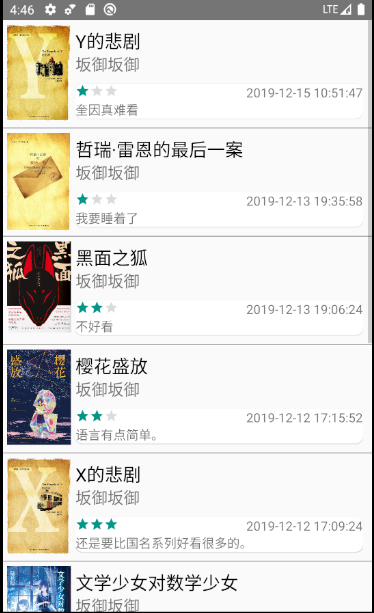 4:46
LTE
Y的悲剧
坂御坂御
2019-12-15 10:51:47
奎因真难看
哲瑞·雷恩的最后一案
坂御坂御
2019-12-13 19:35:58
我要睡着了
黑面之狐
坂御坂御
2019-12-13 19:06:24
不好看
樱花盛放
坂御坂御
2019-12-12 17:15:52
语言有点简单。
X的悲剧
坂御坂御
2019-12-12 17:09:24
还是要比国名系列好看很多的。
文学少女对数学少女
坂御坂御